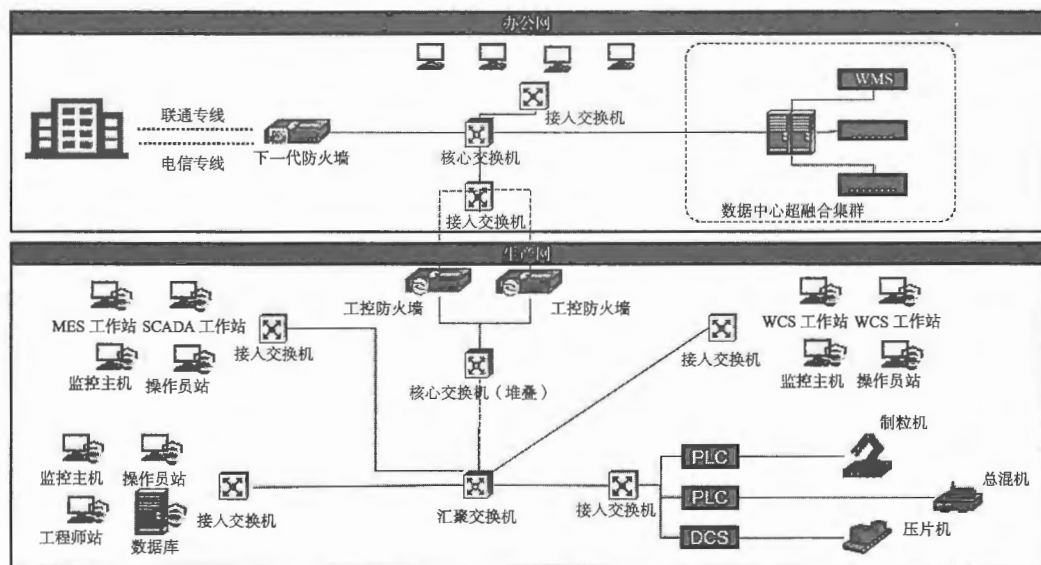 办公网
联通专线
电信专线
下一代防火墙
核心交换机
接入交换机
接入交换机
WMS
数据中心超融合集群
生产网
MES 工作站
SCADA 工作站
监控主机
操作员站
接入交换机
工控防火墙
工控防火墙
核心交换机（堆叠）
接入交换机
WCS 工作站
WCS 工作站
监控主机
操作员站
监控主机
操作员站
工程师站
数据库
接入交换机
汇聚交换机
接入交换机
PLC
PLC
DCS
制粒机
总混机
压片机